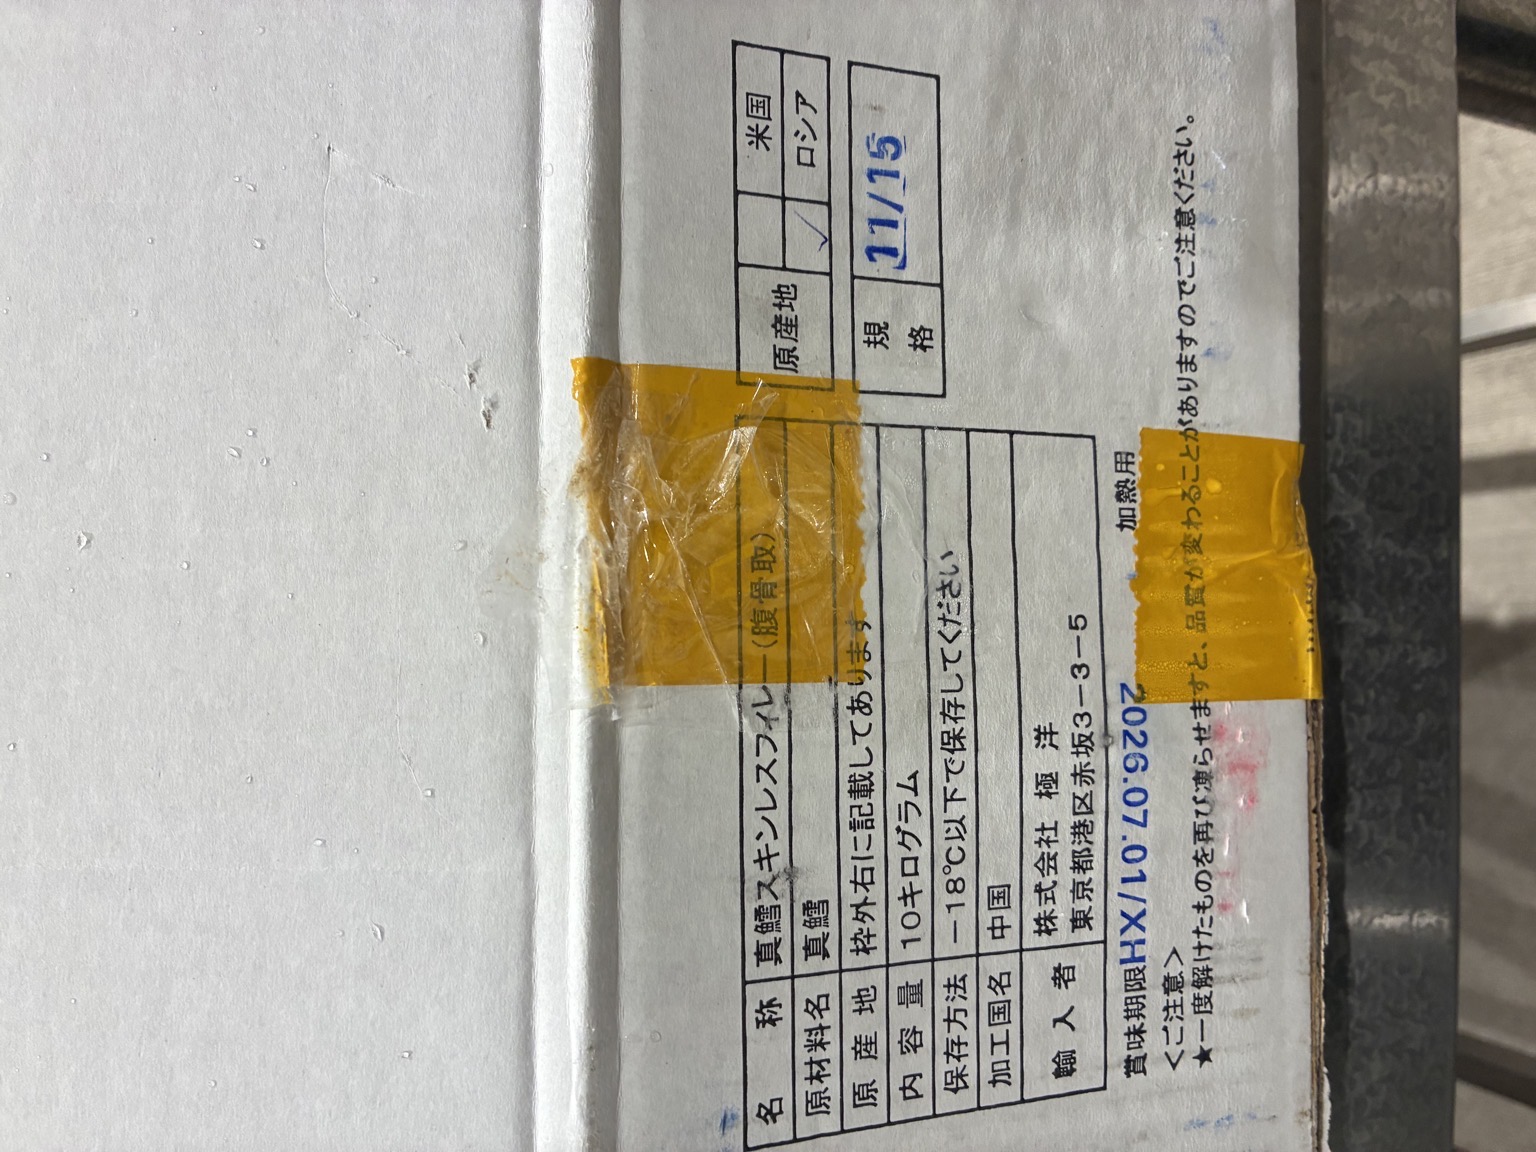 名称 真鱈スキンレスフィレー(腹骨取)
原材料名 真鱈
原産地 枠外右に記載してあります
内容量 10キログラム
保存方法 －18℃以下で保存してください
加工国名 中国
輸入者 株式会社 極洋
東京都港区赤坂3－3－5
原産地 米国
✓ ロシア
規格 11/15
賞味期限 2026.07.01/XH 加熱用
＜ご注意＞
★一度解けたものを再び凍らせますと、品質が変わることがありますのでご注意ください。